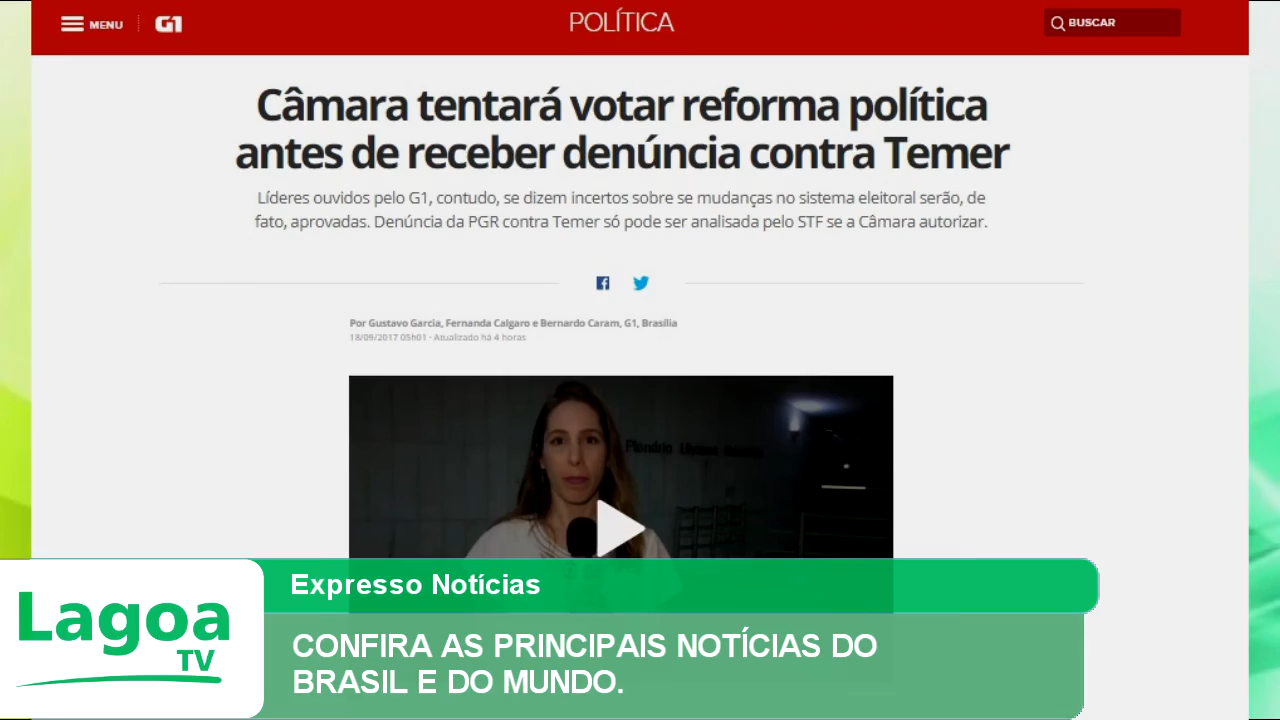 MENU
G1
POLÍTICA
BUSCAR
Câmara tentará votar reforma política
antes de receber denúncia contra Temer
Líderes ouvidos pelo G1, contudo, se dizem incertos sobre se mudanças no sistema eleitoral serão, de
fato, aprovadas. Denúncia da PGR contra Temer só pode ser analisada pelo STF se a Câmara autorizar.
Por Gustavo Garcia, Fernanda Calgaro e Bernardo Caram, G1, Brasília
18/09/2017 05h01 · Atualizado há 4 horas
Plenário Ulysses
Expresso Notícias
Lagoa
TV
CONFIRA AS PRINCIPAIS NOTÍCIAS DO
BRASIL E DO MUNDO.